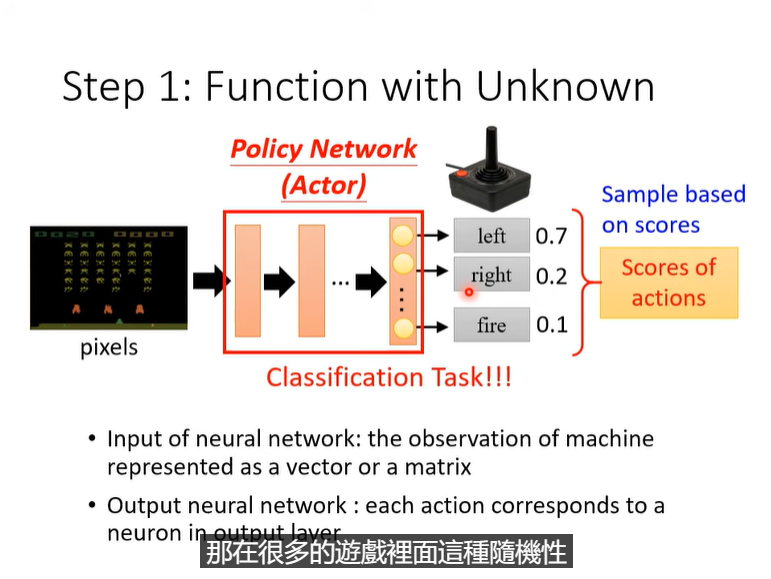 Step 1: Function with Unknown
Policy Network
(Actor)
Sample based
on scores
left 0.7
right 0.2
fire 0.1
Scores of
actions
...
pixels
Classification Task!!!
• Input of neural network: the observation of machine
represented as a vector or a matrix
• Output neural network : each action corresponds to a
neuron in output layer
那在很多的遊戲裡面這種隨機性